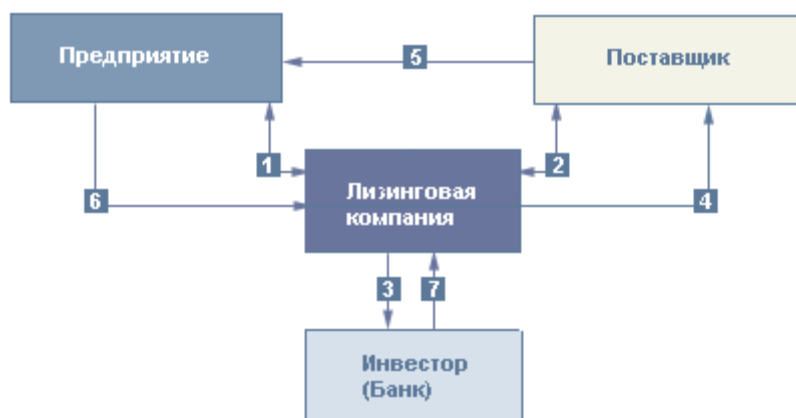 Предприятие
5
Поставщик
1
2
Лизинговая
компания
6
4
3
7
Инвестор
(Банк)